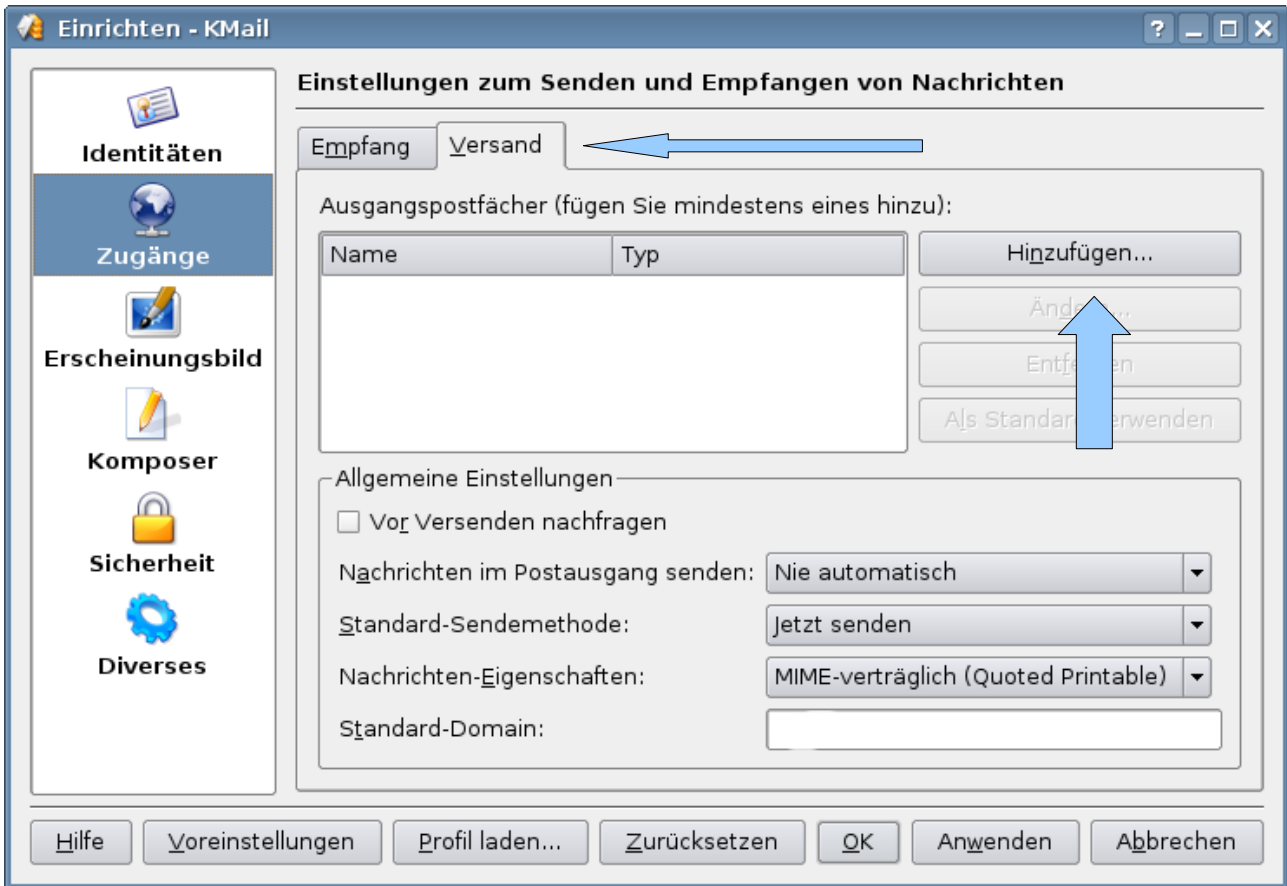 Einrichten - KMail
?
Einstellungen zum Senden und Empfangen von Nachrichten
Identitäten
Zugänge
Erscheinungsbild
Komposer
Sicherheit
Diverses
Empfang Versand
Ausgangspostfächer (fügen Sie mindestens eines hinzu):
Name Typ
Hinzufügen...
Als
Allgemeine Einstellungen
Vor Versenden nachfragen
Nachrichten im Postausgang senden: Nie automatisch
Standard-Sendemethode: Jetzt senden
Nachrichten-Eigenschaften: MIME-verträglich (Quoted Printable)
Standard-Domain:
Hilfe Voreinstellungen Profil laden... Zurücksetzen OK Anwenden Abbrechen